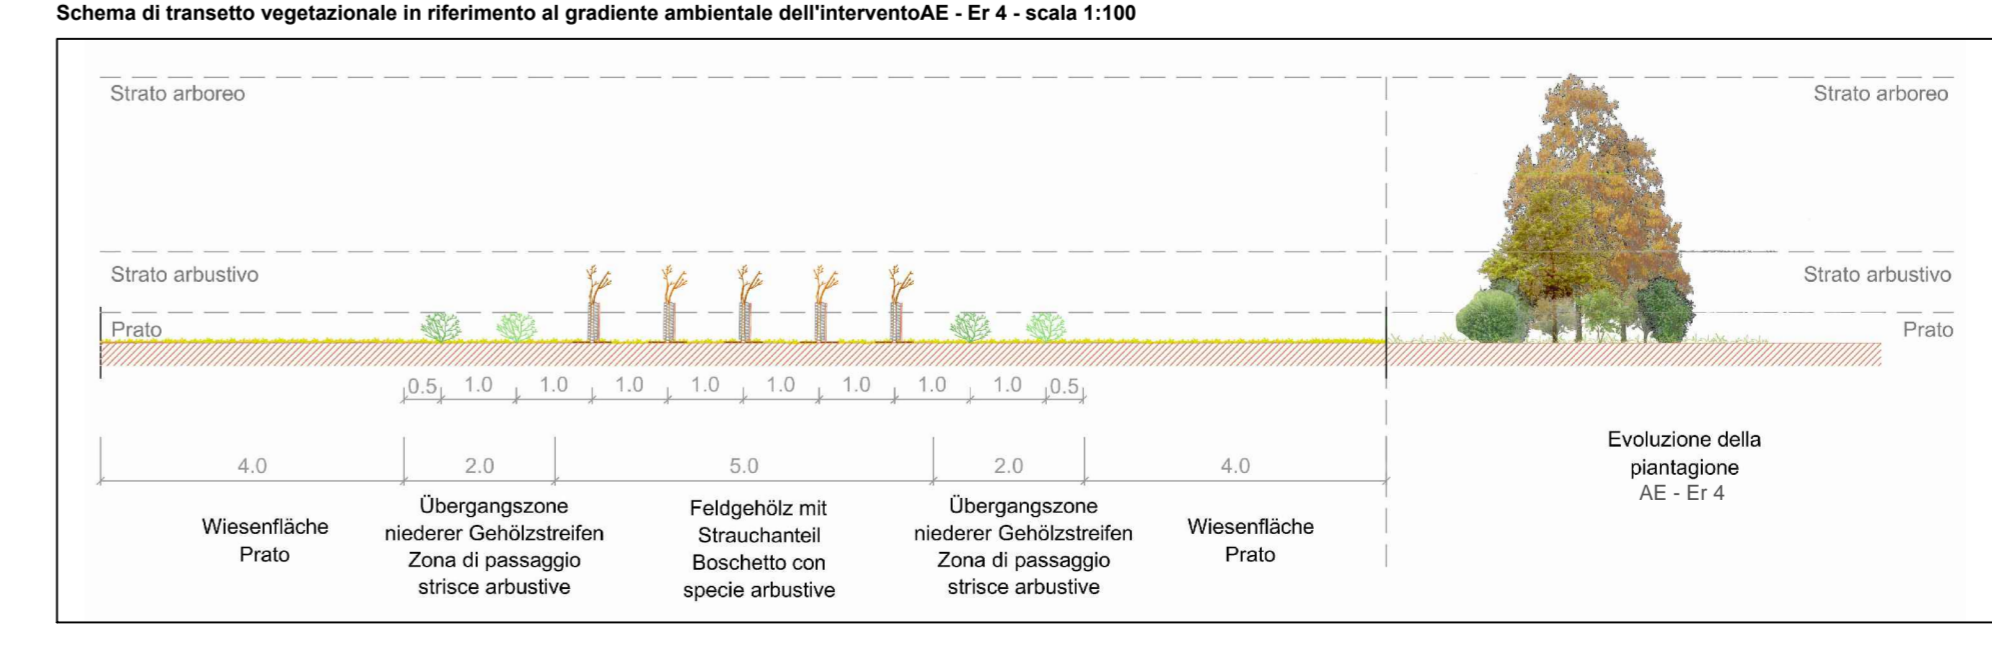 Schema di transetto vegetazionale in riferimento al gradiente ambientale dell'interventoAE - Er 4 - scala 1:100
Strato arboreo
Strato arboreo
Strato arbustivo
Strato arbustivo
Prato
Prato
0.5 1.0 1.0 1.0 1.0 1.0 1.0 1.0 1.0 0.5
4.0 2.0 5.0 2.0 4.0
Wiesenfläche
Prato
Übergangszone
niederer Gehölzstreifen
Zona di passaggio
strisce arbustive
Feldgehölz mit
Strauchanteil
Boschetto con
specie arbustive
Übergangszone
niederer Gehölzstreifen
Zona di passaggio
strisce arbustive
Wiesenfläche
Prato
Evoluzione della
piantagione
AE - Er 4